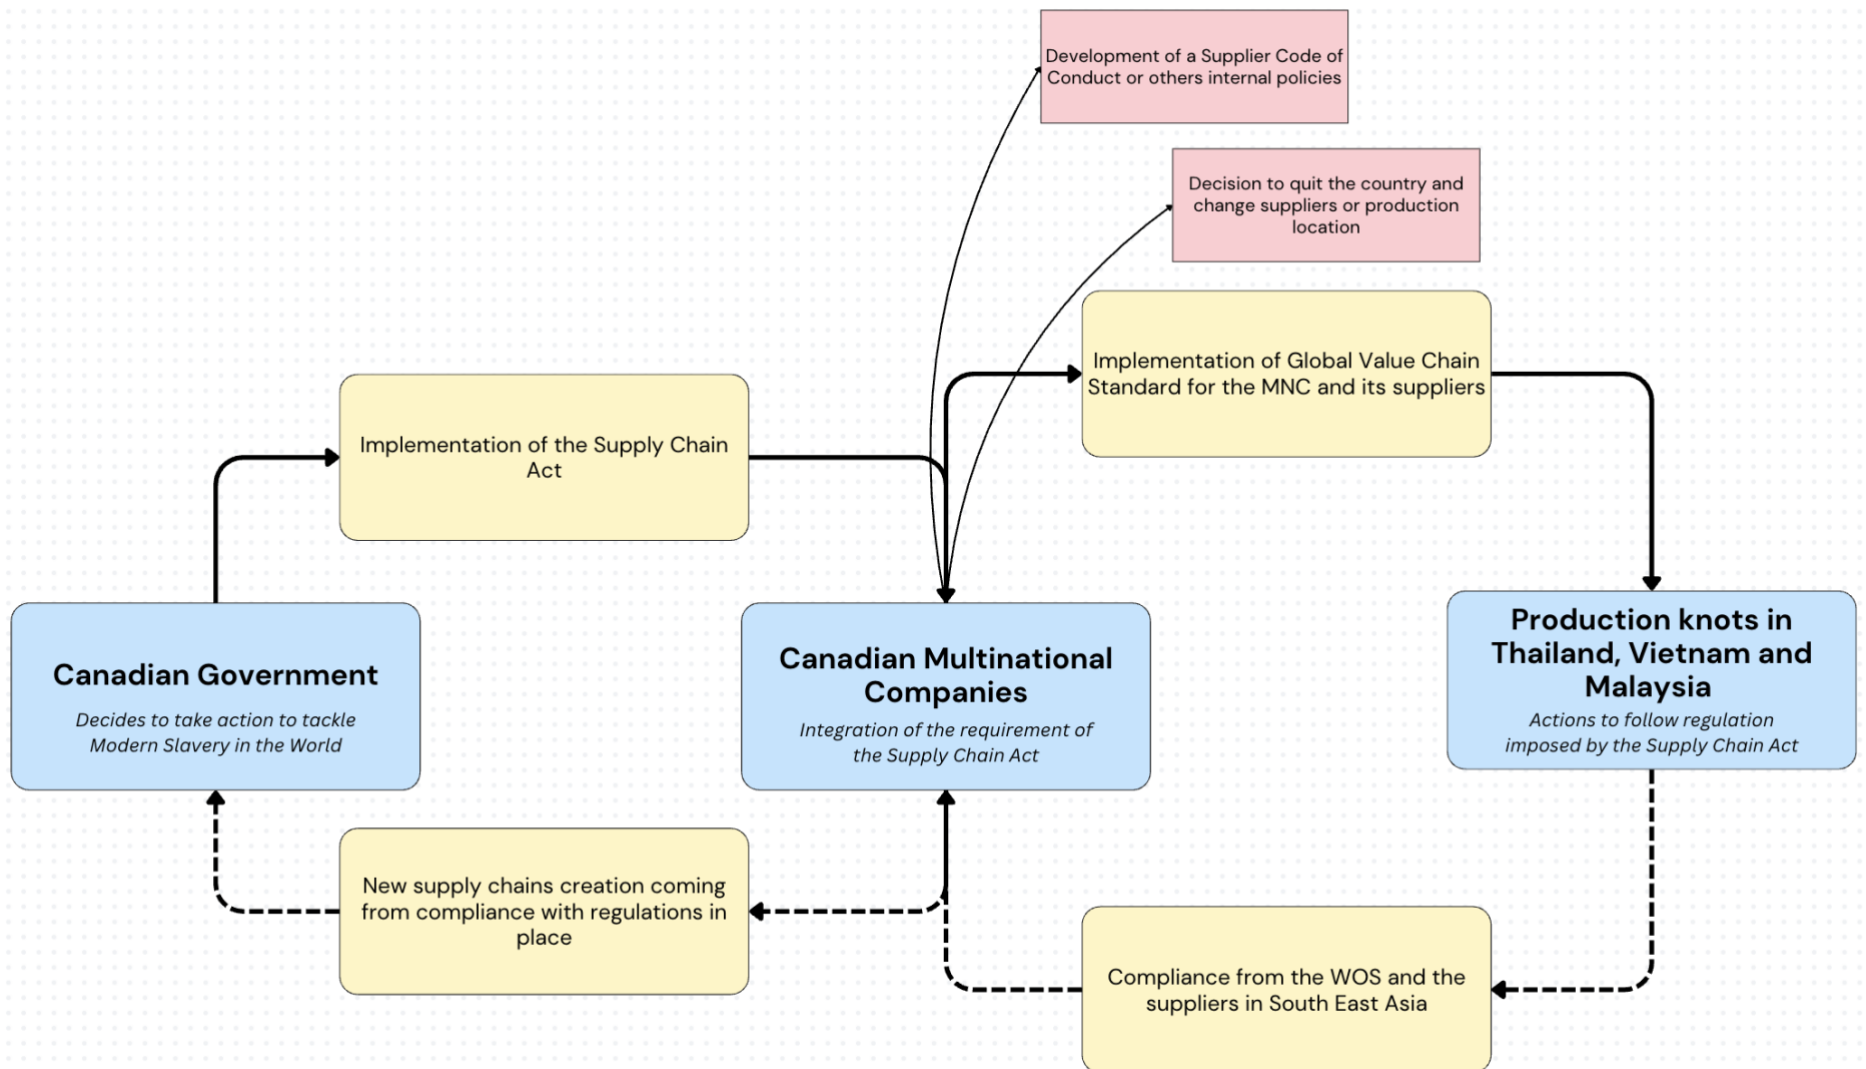 Development of a Supplier Code of
Conduct or others internal policies
Decision to quit the country and
change suppliers or production
location
Implementation of Global Value Chain
Standard for the MNC and its suppliers
Implementation of the Supply Chain
Act
Canadian Government
Decides to take action to tackle
Modern Slavery in the World
Canadian Multinational
Companies
Integration of the requirement of
the Supply Chain Act
Production knots in
Thailand, Vietnam and
Malaysia
Actions to follow regulation
imposed by the Supply Chain Act
New supply chains creation coming
from compliance with regulations in
place
Compliance from the WOS and the
suppliers in South East Asia